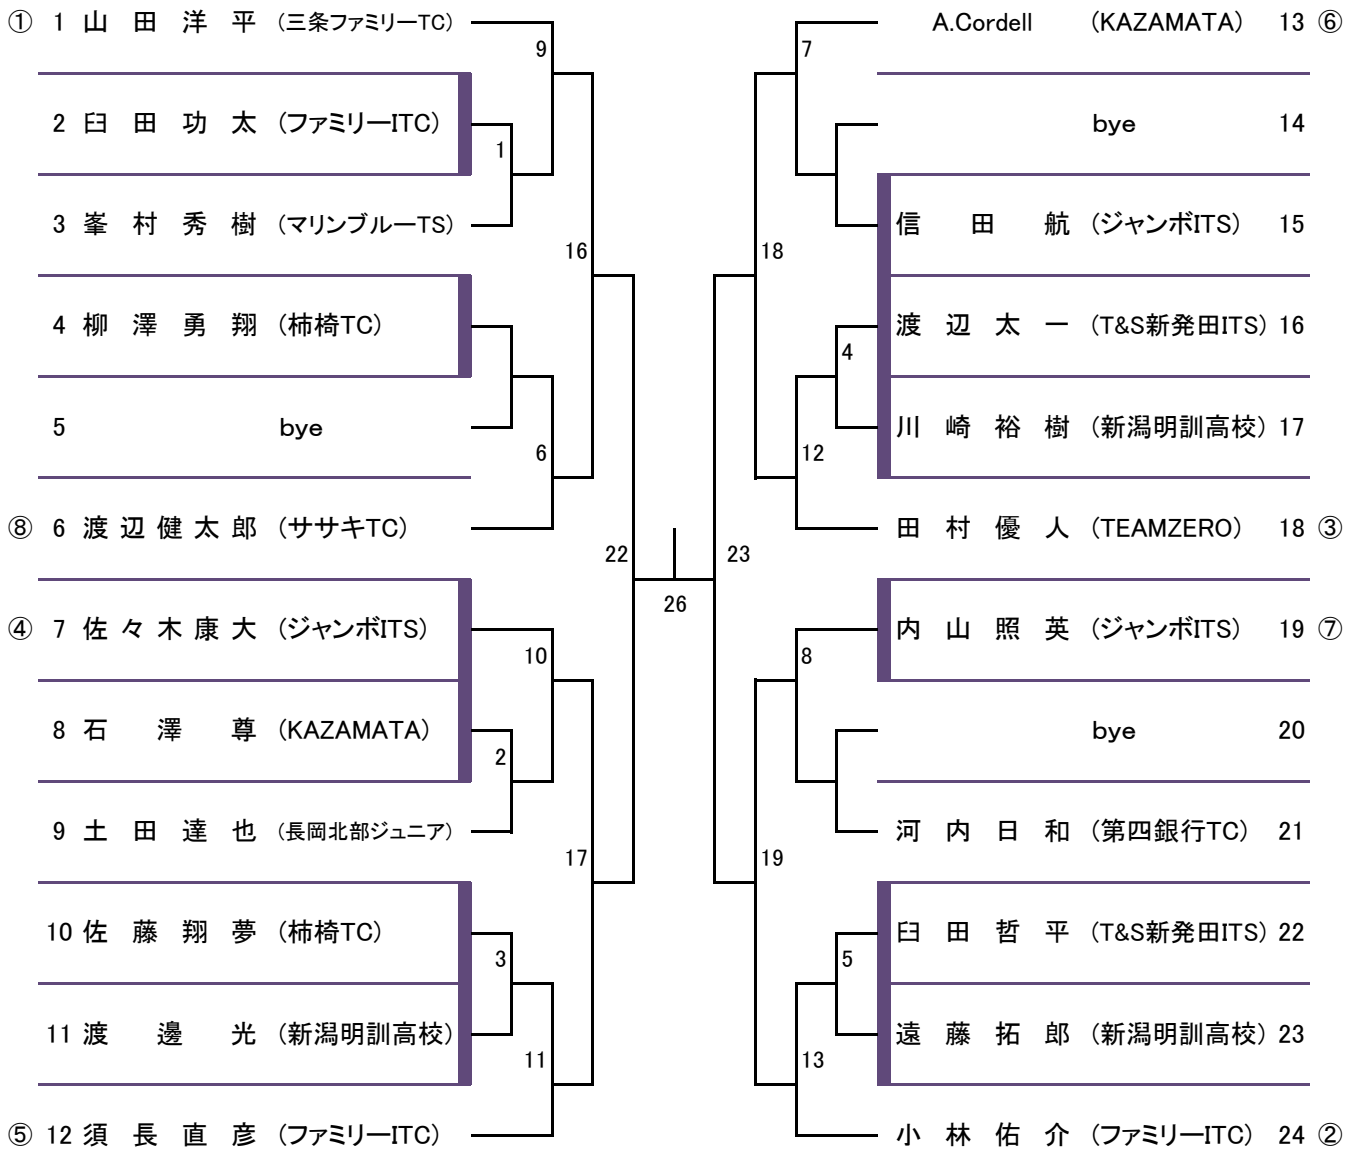 ① 1 山田洋平 (三条ファミリーTC)
9
2 臼田功太 (ファミリーITC)
1
3 峯村秀樹 (マリンブルーTS)
16
4 柳澤勇翔 (柿崎TC)
5 bye
6
⑧ 6 渡辺健太郎 (ササキTC)
22
④ 7 佐々木康大 (ジャンボITS)
10
8 石澤尊 (KAZAMATA)
2
9 土田達也 (長岡北部ジュニア)
17
10 佐藤翔夢 (柿崎TC)
3
11 渡邊光 (新潟明訓高校)
11
⑤ 12 須長直彦 (ファミリーITC)
26
A.Cordell (KAZAMATA) 13 ⑥
7
bye 14
信田航 (ジャンボITS) 15
18
渡辺太一 (T&S新発田ITS) 16
4
川崎裕樹 (新潟明訓高校) 17
12
田村優人 (TEAMZERO) 18 ③
23
内山照英 (ジャンボITS) 19 ⑦
8
bye 20
河内日和 (第四銀行TC) 21
19
臼田哲平 (T&S新発田ITS) 22
5
遠藤拓郎 (新潟明訓高校) 23
13
小林佑介 (ファミリーITC) 24 ②